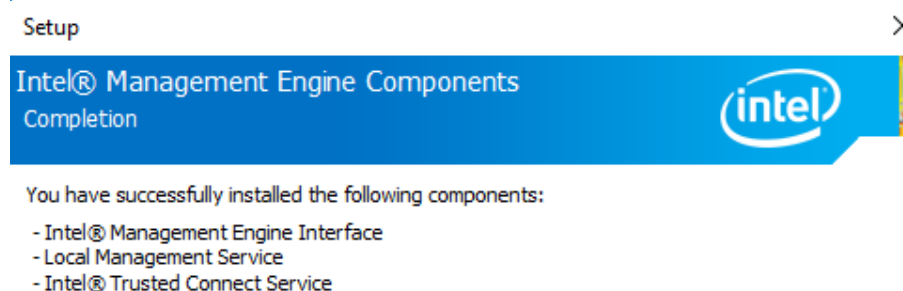 Setup
Intel® Management Engine Components
Completion
intel
You have successfully installed the following components:
- Intel® Management Engine Interface
- Local Management Service
- Intel® Trusted Connect Service